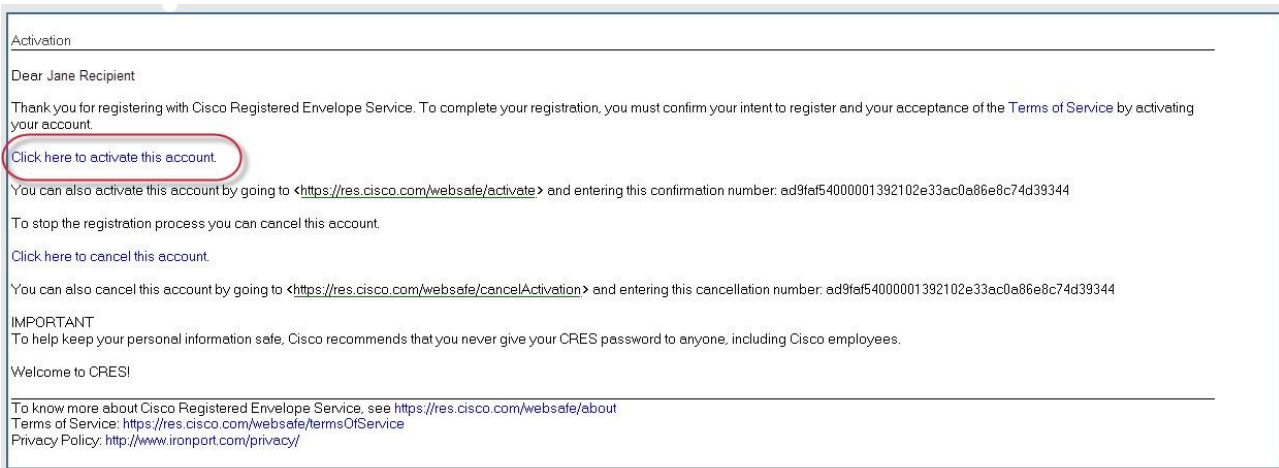 Activation
Dear Jane Recipient
Thank you for registering with Cisco Registered Envelope Service. To complete your registration, you must confirm your intent to register and your acceptance of the Terms of Service by activating
your account.
Click here to activate this account.
You can also activate this account by going to <https://res.cisco.com/websafe/activate> and entering this confirmation number: ad9faf54000001392102e33ac0a86e8c74d39344
To stop the registration process you can cancel this account.
Click here to cancel this account.
You can also cancel this account by going to <https://res.cisco.com/websafe/cancelActivation> and entering this cancellation number: ad9faf54000001392102e33ac0a86e8c74d39344
IMPORTANT
To help keep your personal information safe, Cisco recommends that you never give your CRES password to anyone, including Cisco employees.
Welcome to CRES!
To know more about Cisco Registered Envelope Service, see https://res.cisco.com/websafe/about
Terms of Service: https://res.cisco.com/websafe/termsOfService
Privacy Policy: http://www.ironport.com/privacy/